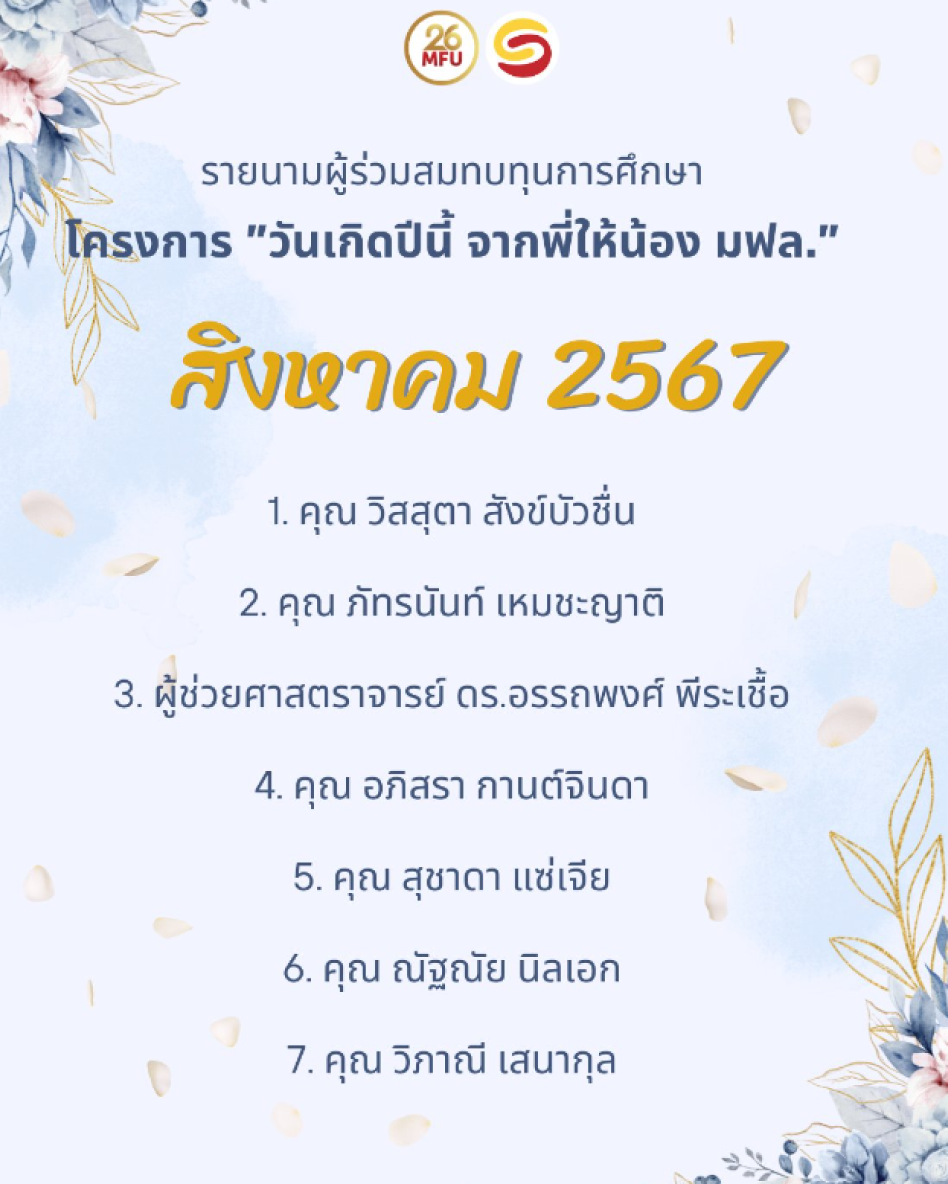 26
MFU
รายนามผู้ร่วมสมทบทุนการศึกษา
โครงการ "วันเกิดปีนี้ จากพี่ให้น้อง มฟล."
สิงหาคม 2567
1. คุณ วิสสุตา สังข์บัวชื่น
2. คุณ ภัทรนันท์ เหมชะญาติ
3. ผู้ช่วยศาสตราจารย์ ดร.อรรถพงศ์ พีระเชื้อ
4. คุณ อภิสรา กานต์จินดา
5. คุณ สุชาดา แซ่เจีย
6. คุณ ณัฐณัย นิลเอก
7. คุณ วิภาณี เสนากุล